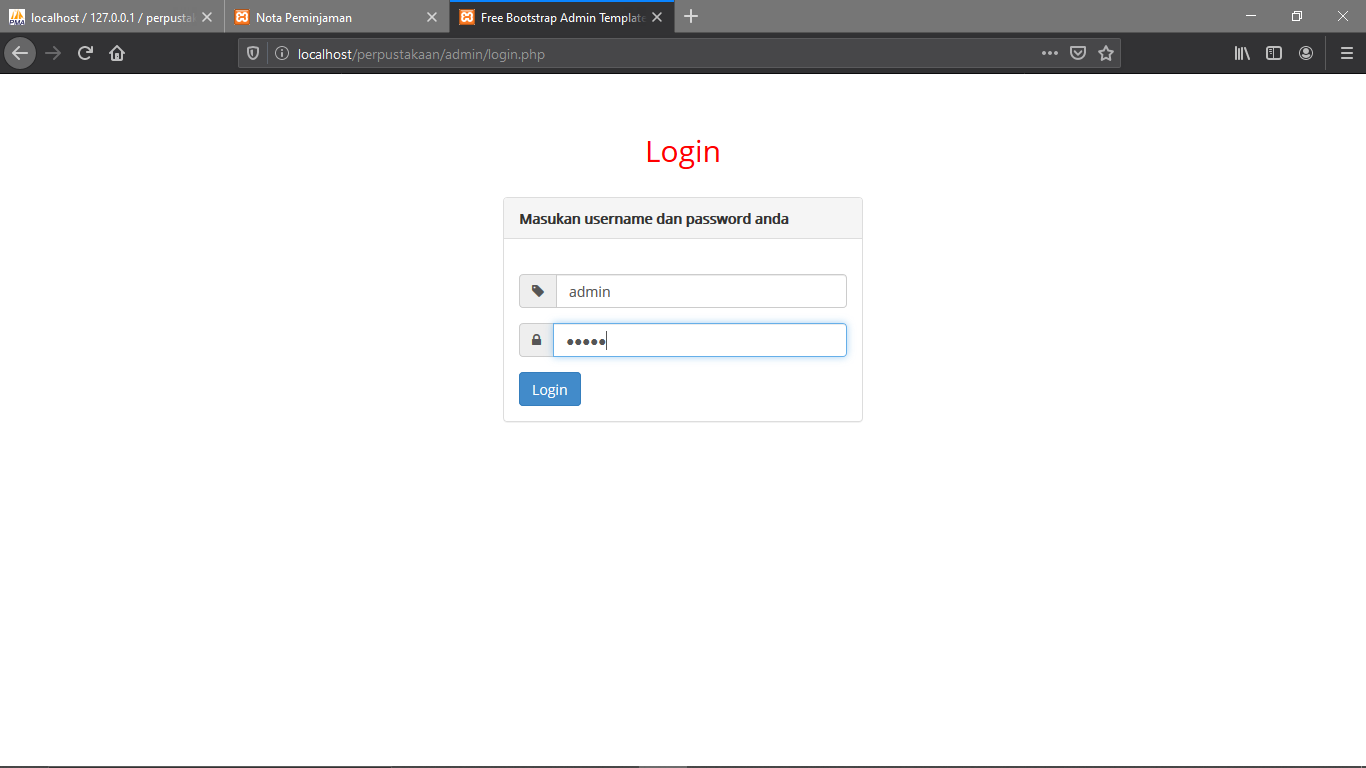 localhost / 127.0.0.1 / perpusta
Nota Peminjaman
Free Bootstrap Admin Template
localhost/perpustakaan/admin/login.php
Login
Masukan username dan password anda
admin
•••••
Login